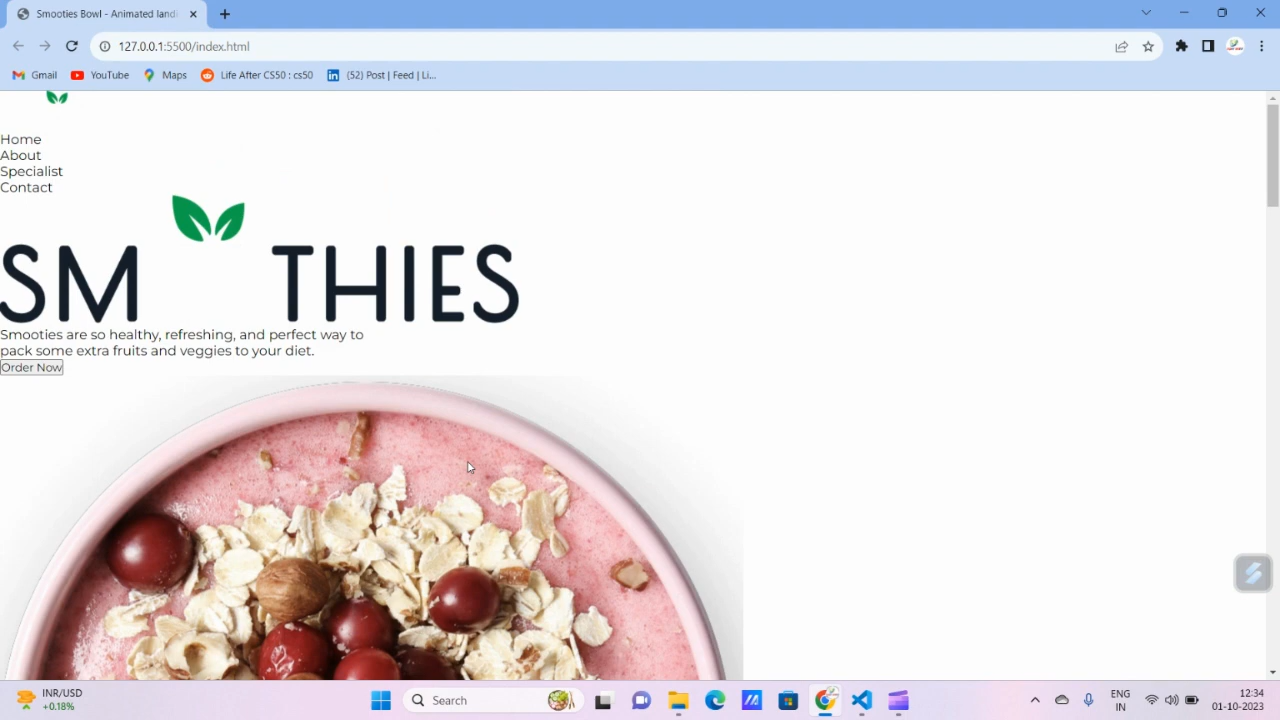 Smooties Bowl - Animated landi
127.0.0.1:5500/index.html
Gmail
YouTube
Maps
Life After CS50 : cs50
(52) Post | Feed | Li...
Home
About
Specialist
Contact
SM THIES
Smooties are so healthy, refreshing, and perfect way to
pack some extra fruits and veggies to your diet.
Order Now
INR/USD
+0.18%
Search
ENG
IN
12:34
01-10-2023